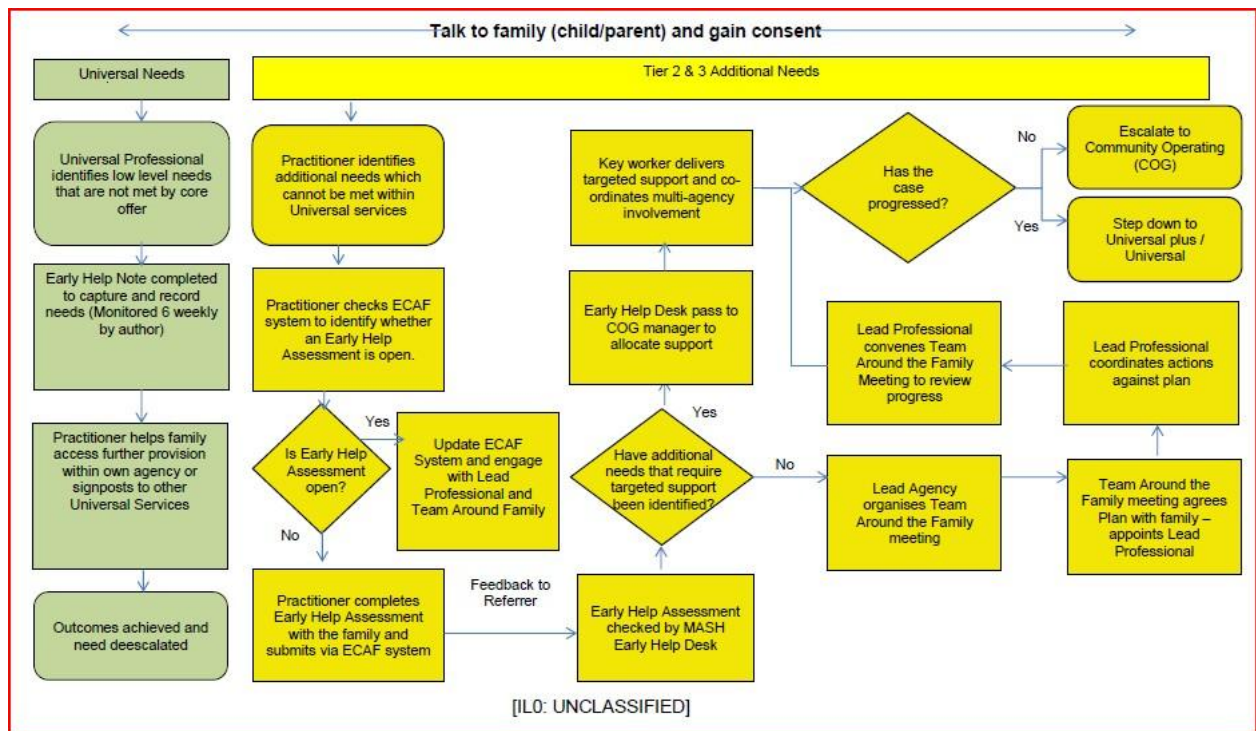 Talk to family (child/parent) and gain consent
Universal Needs
Tier 2 & 3 Additional Needs
Universal Professional
identifies low level needs
that are not met by core
offer
Early Help Note completed
to capture and record
needs (Monitored 6 weekly
by author)
Practitioner helps family
access further provision
within own agency or
signposts to other
Universal Services
Outcomes achieved and
need deescalated
Practitioner identifies
additional needs which
cannot be met within
Universal services
Practitioner checks ECAF
system to identify whether
an Early Help
Assessment is open.
Is Early Help
Assessment
open?
Yes
Update ECAF
System and engage
with Lead
Professional and
Team Around Family
No
Practitioner completes
Early Help Assessment
with the family and
submits via ECAF system
Feedback to
Referrer
Early Help Assessment
checked by MASH
Early Help Desk
Have additional
needs that require
targeted support
been identified?
Yes
Early Help Desk pass to
COG manager to
allocate support
Key worker delivers
targeted support and co-
ordinates multi-agency
involvement
No
Lead Agency
organises Team
Around the Family
meeting
Team Around the
Family meeting agrees
Plan with family –
appoints Lead
Professional
Lead Professional
coordinates actions
against plan
Lead Professional
convenes Team
Around the Family
Meeting to review
progress
Has the
case
progressed?
No
Escalate to
Community Operating
(COG)
Yes
Step down to
Universal plus /
Universal
[IL0: UNCLASSIFIED]